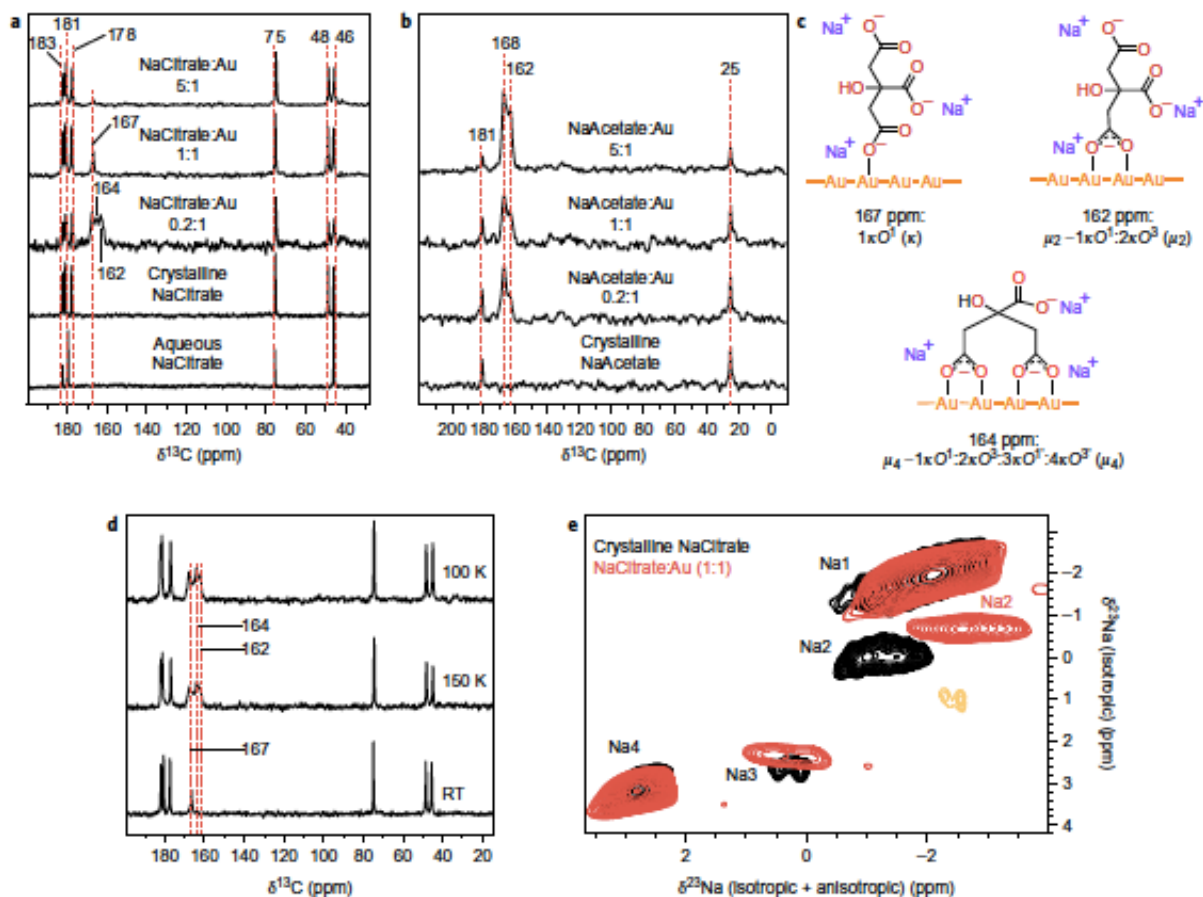 a
183
181
178
75
48 46
NaCitrate:Au
5:1
167
NaCitrate:Au
1:1
164
NaCitrate:Au
0.2:1
162
Crystalline
NaCitrate
Aqueous
NaCitrate
180 160 140 120 100 80 60 40
δ¹³C (ppm)
b
168
162
25
181
NaAcetate:Au
5:1
NaAcetate:Au
1:1
NaAcetate:Au
0.2:1
Crystalline
NaAcetate
200 180 160 140 120 100 80 60 40 20 0
δ¹³C (ppm)
c
Na⁺
O⁻
O
HO
O
O⁻
Na⁺
O
Na⁺
O⁻
Au Au Au Au
167 ppm:
1κO¹ (κ)
Na⁺
O⁻
O
HO
O
O⁻
Na⁺
Na⁺
O − O
Au Au Au Au
162 ppm:
μ₂ −1κO¹:2κO³ (μ₂)
HO
O
O⁻
Na⁺
Na⁺
O − O
O − O
Na⁺
Au Au Au Au
164 ppm:
μ₄ −1κO¹:2κO³:3κO¹':4κO³' (μ₄)
d
100 K
164
162
150 K
167
RT
180 160 140 120 100 80 60 40 20
δ¹³C (ppm)
e
Crystalline NaCitrate
NaCitrate:Au (1:1)
Na1
Na2
Na2
Na4
Na3
−2
−1
0
1
2
3
4
δ²³Na (isotropic) (ppm)
2 0 −2
δ²³Na (isotropic + anisotropic) (ppm)